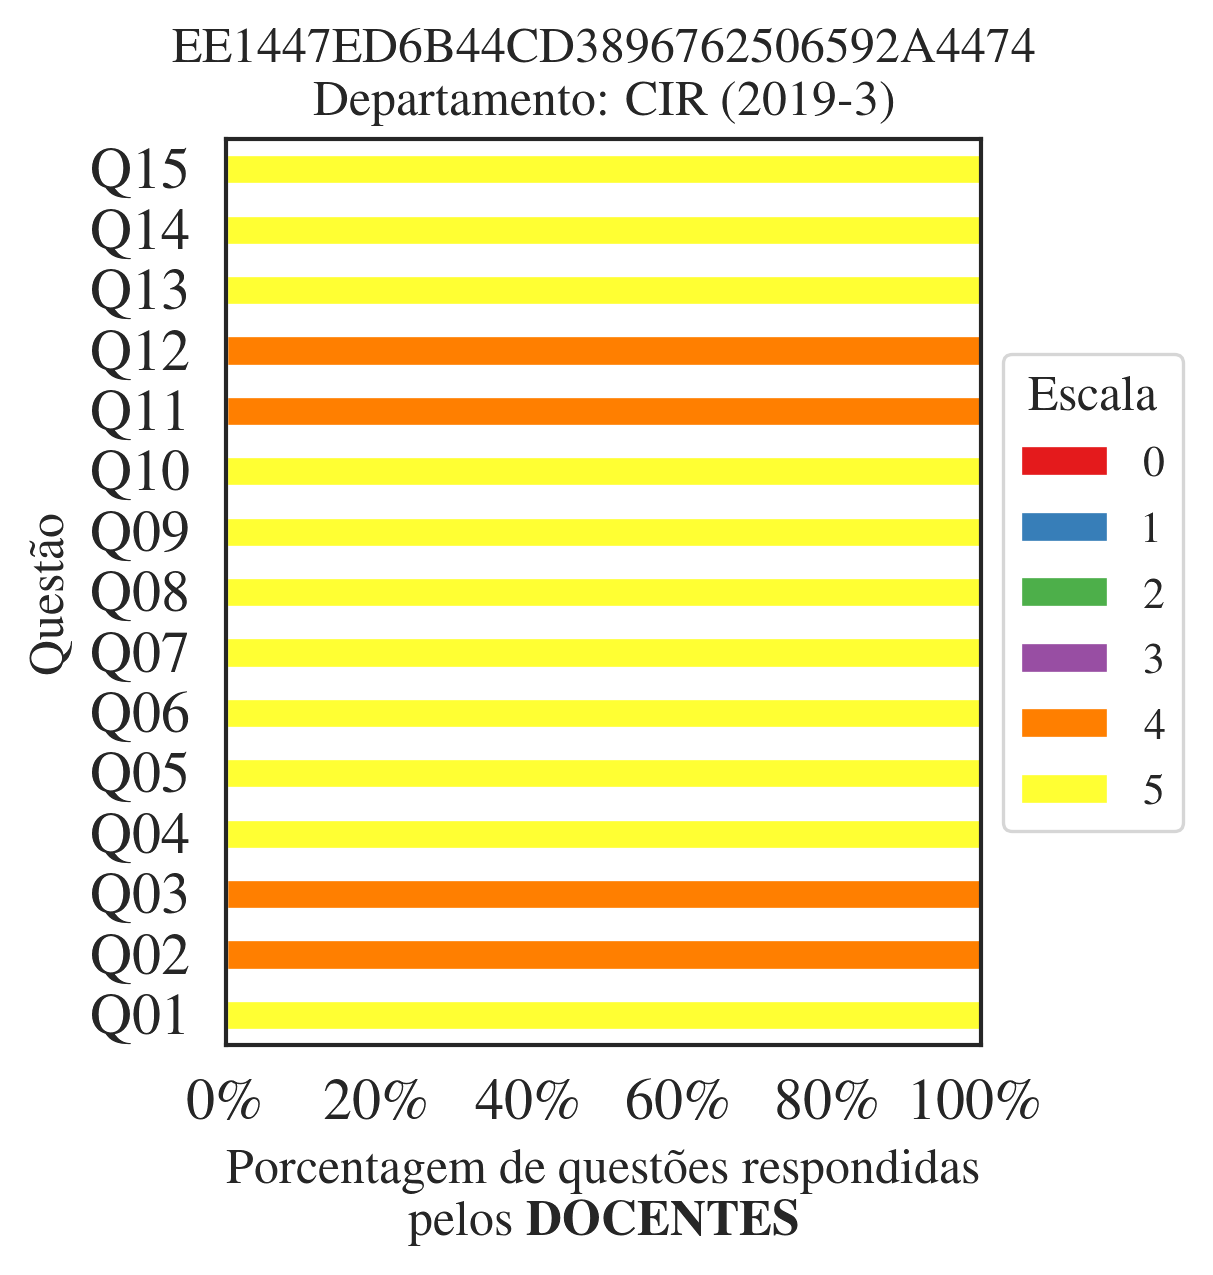 EE1447ED6B44CD3896762506592A4474
Departamento: CIR (2019-3)
Q15
Q14
Q13
Q12
Q11
Q10
Q09
Q08
Q07
Q06
Q05
Q04
Q03
Q02
Q01
Questão
0% 20% 40% 60% 80% 100%
Porcentagem de questões respondidas
pelos DOCENTES
Escala
0
1
2
3
4
5